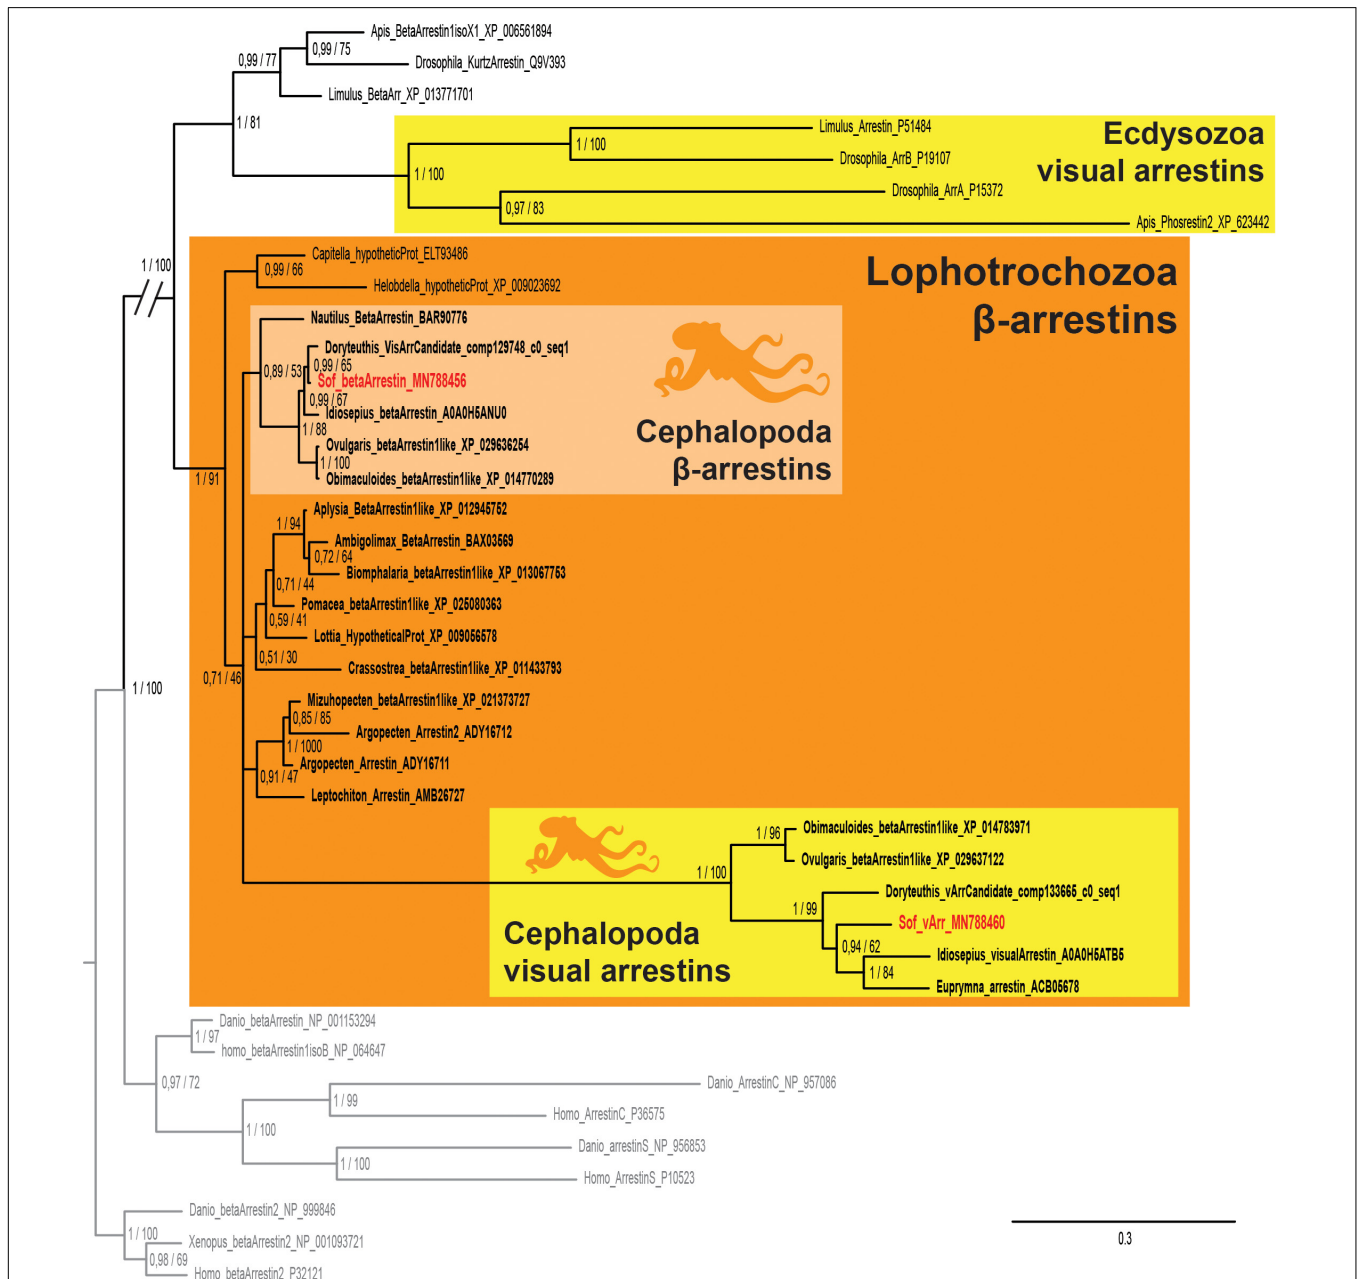 Apis_BetaArrestin1isoX1_XP_006561894
0,99 / 75
0,99 / 77
Drosophila_KurtzArrestin_Q9V393
Limulus_BetaArr_XP_013771701
1 / 81
Limulus_Arrestin_P51484
Ecdysozoa
visual arrestins
1 / 100
Drosophila_ArrB_P19107
1 / 100
Drosophila_ArrA_P15372
0,97 / 83
Apis_Phosrestin2_XP_623442
Capitella_hypotheticProt_ELT93486
1 / 100
0,99 / 66
Lophotrochozoa
β-arrestins
Helobdella_hypotheticProt_XP_009023692
Nautilus_BetaArrestin_BAR90776
Doryteuthis_VisArrCandidate_comp129748_c0_seq1
0,89 / 53
0,99 / 65
Sof_betaArrestin_MN788456
0,99 / 67
Idiosepius_betaArrestin_A0A0H5ANU0
1 / 88
Cephalopoda
β-arrestins
Ovulgaris_betaArrestin1like_XP_029636254
1 / 100
Obimaculoides_betaArrestin1like_XP_014770289
1 / 91
Aplysia_BetaArrestin1like_XP_012945752
1 / 94
Ambigolimax_BetaArrestin_BAX03569
0,72 / 64
Biomphalaria_betaArrestin1like_XP_013067753
0,71 / 44
Pomacea_betaArrestin1like_XP_025080363
0,59 / 41
Lottia_HypotheticalProt_XP_009056578
0,51 / 30
Crassostrea_betaArrestin1like_XP_011433793
0,71 / 46
1 / 100
Mizuhopecten_betaArrestin1like_XP_021373727
0,85 / 85
Argopecten_Arrestin2_ADY16712
1 / 1000
Argopecten_Arrestin_ADY16711
0,91 / 47
Leptochiton_Arrestin_AMB26727
Obimaculoides_betaArrestin1like_XP_014783971
1 / 96
Ovulgaris_betaArrestin1like_XP_029637122
1 / 100
Doryteuthis_vArrCandidate_comp133665_c0_seq1
1 / 99
Sof_vArr_MN788460
Cephalopoda
visual arrestins
0,94 / 62
Idiosepius_visualArrestin_A0A0H5ATB5
1 / 84
Euprymna_arrestin_ACB05678
Danio_betaArrestin_NP_001153294
1 / 97
homo_betaArrestin1isoB_NP_064647
0,97 / 72
Danio_ArrestinC_NP_957086
1 / 99
Homo_ArrestinC_P36575
1 / 100
Danio_arrestinS_NP_956853
1 / 100
Homo_ArrestinS_P10523
Danio_betaArrestin2_NP_999846
1 / 100
Xenopus_betaArrestin2_NP_001093721
0,98 / 69
Homo_betaArrestin2_P32121
0.3